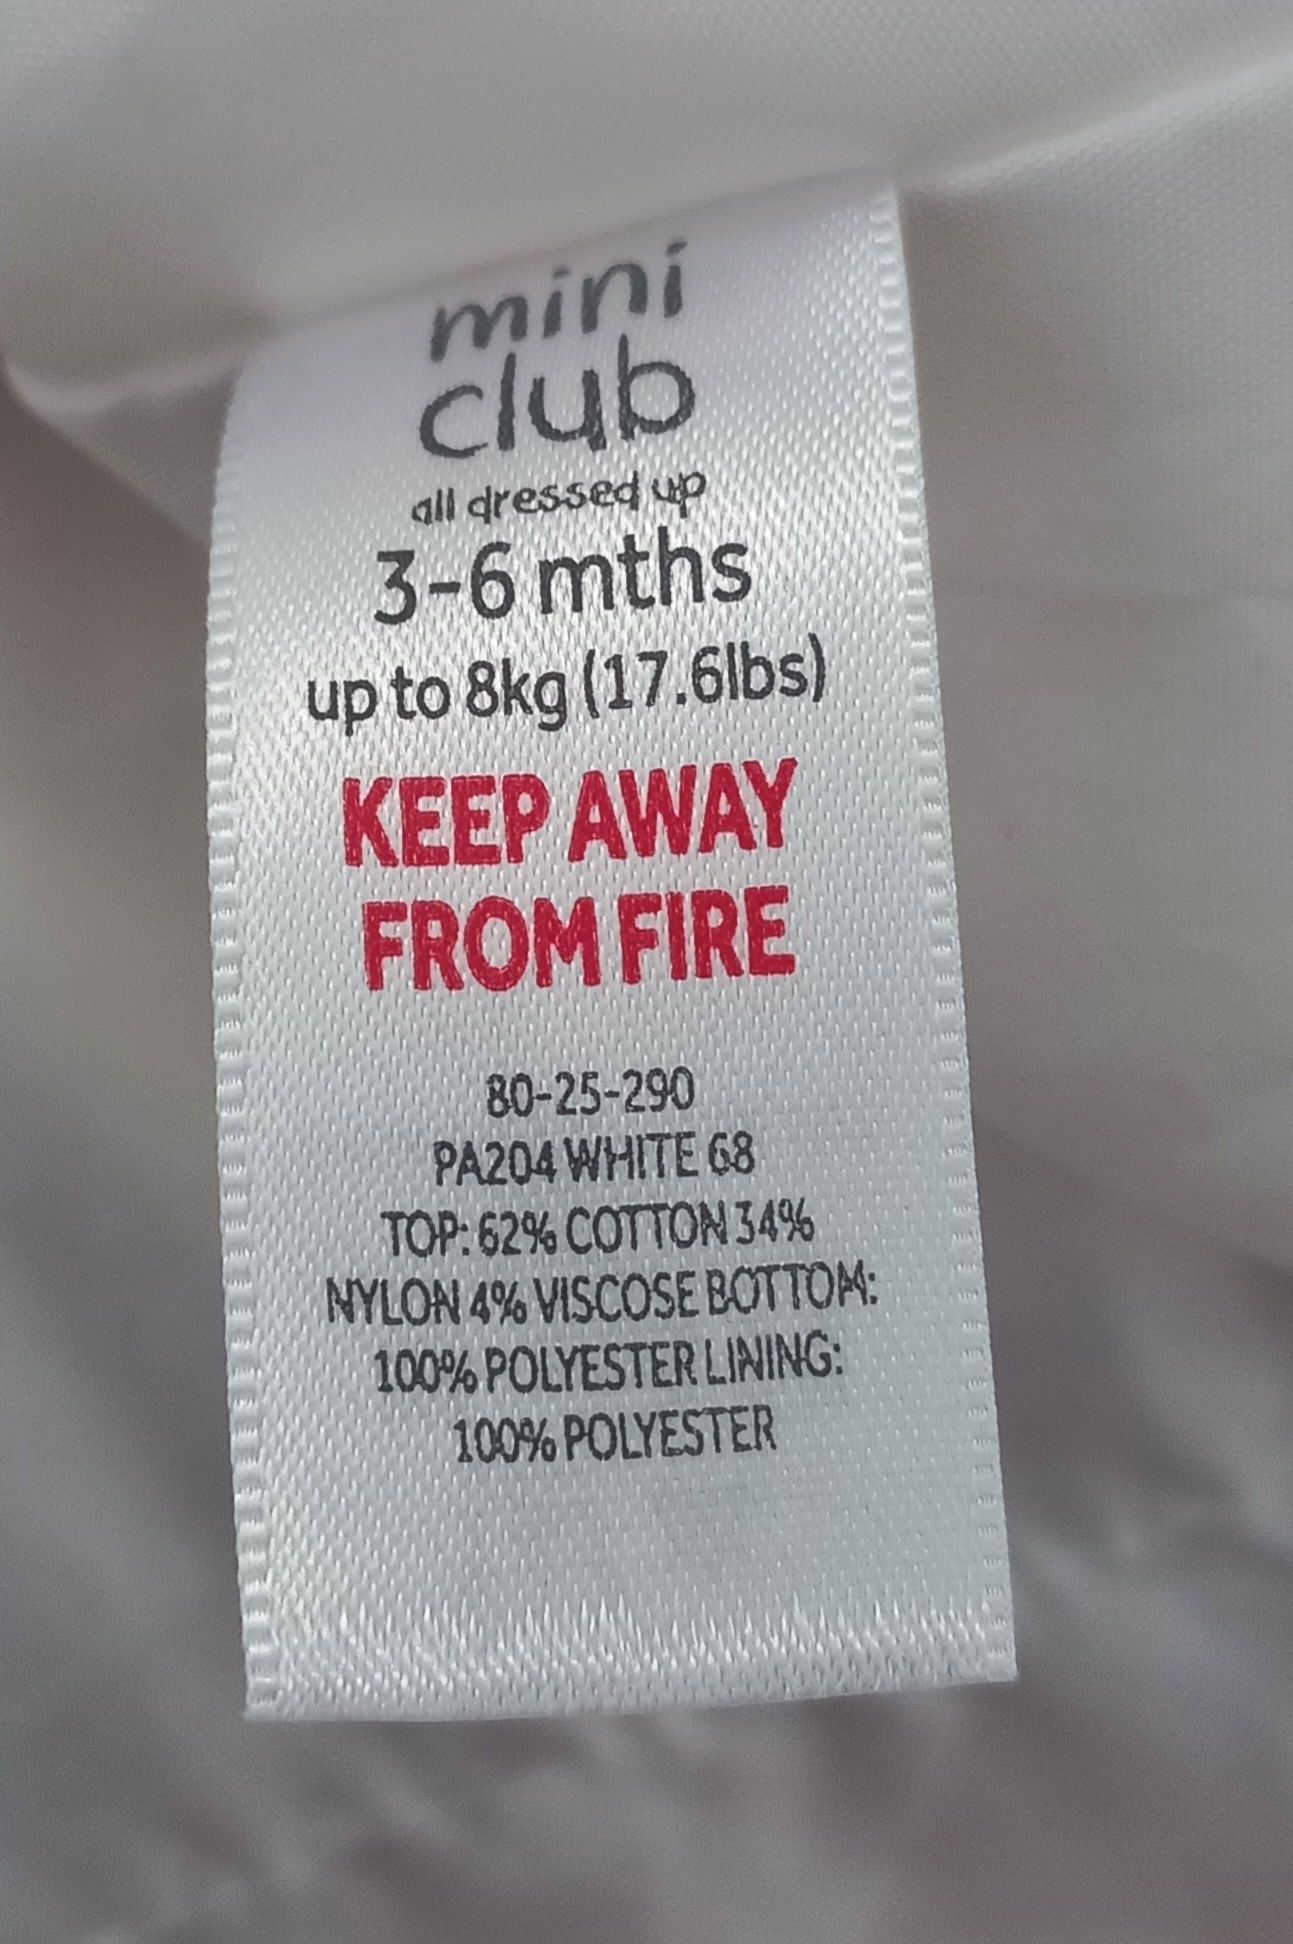 mini
club
all dressed up
3-6 mths
up to 8kg (17.6lbs)
KEEP AWAY
FROM FIRE
80-25-290
PA204 WHITE 68
TOP: 62% COTTON 34%
NYLON 4% VISCOSE BOTTOM:
100% POLYESTER LINING:
100% POLYESTER